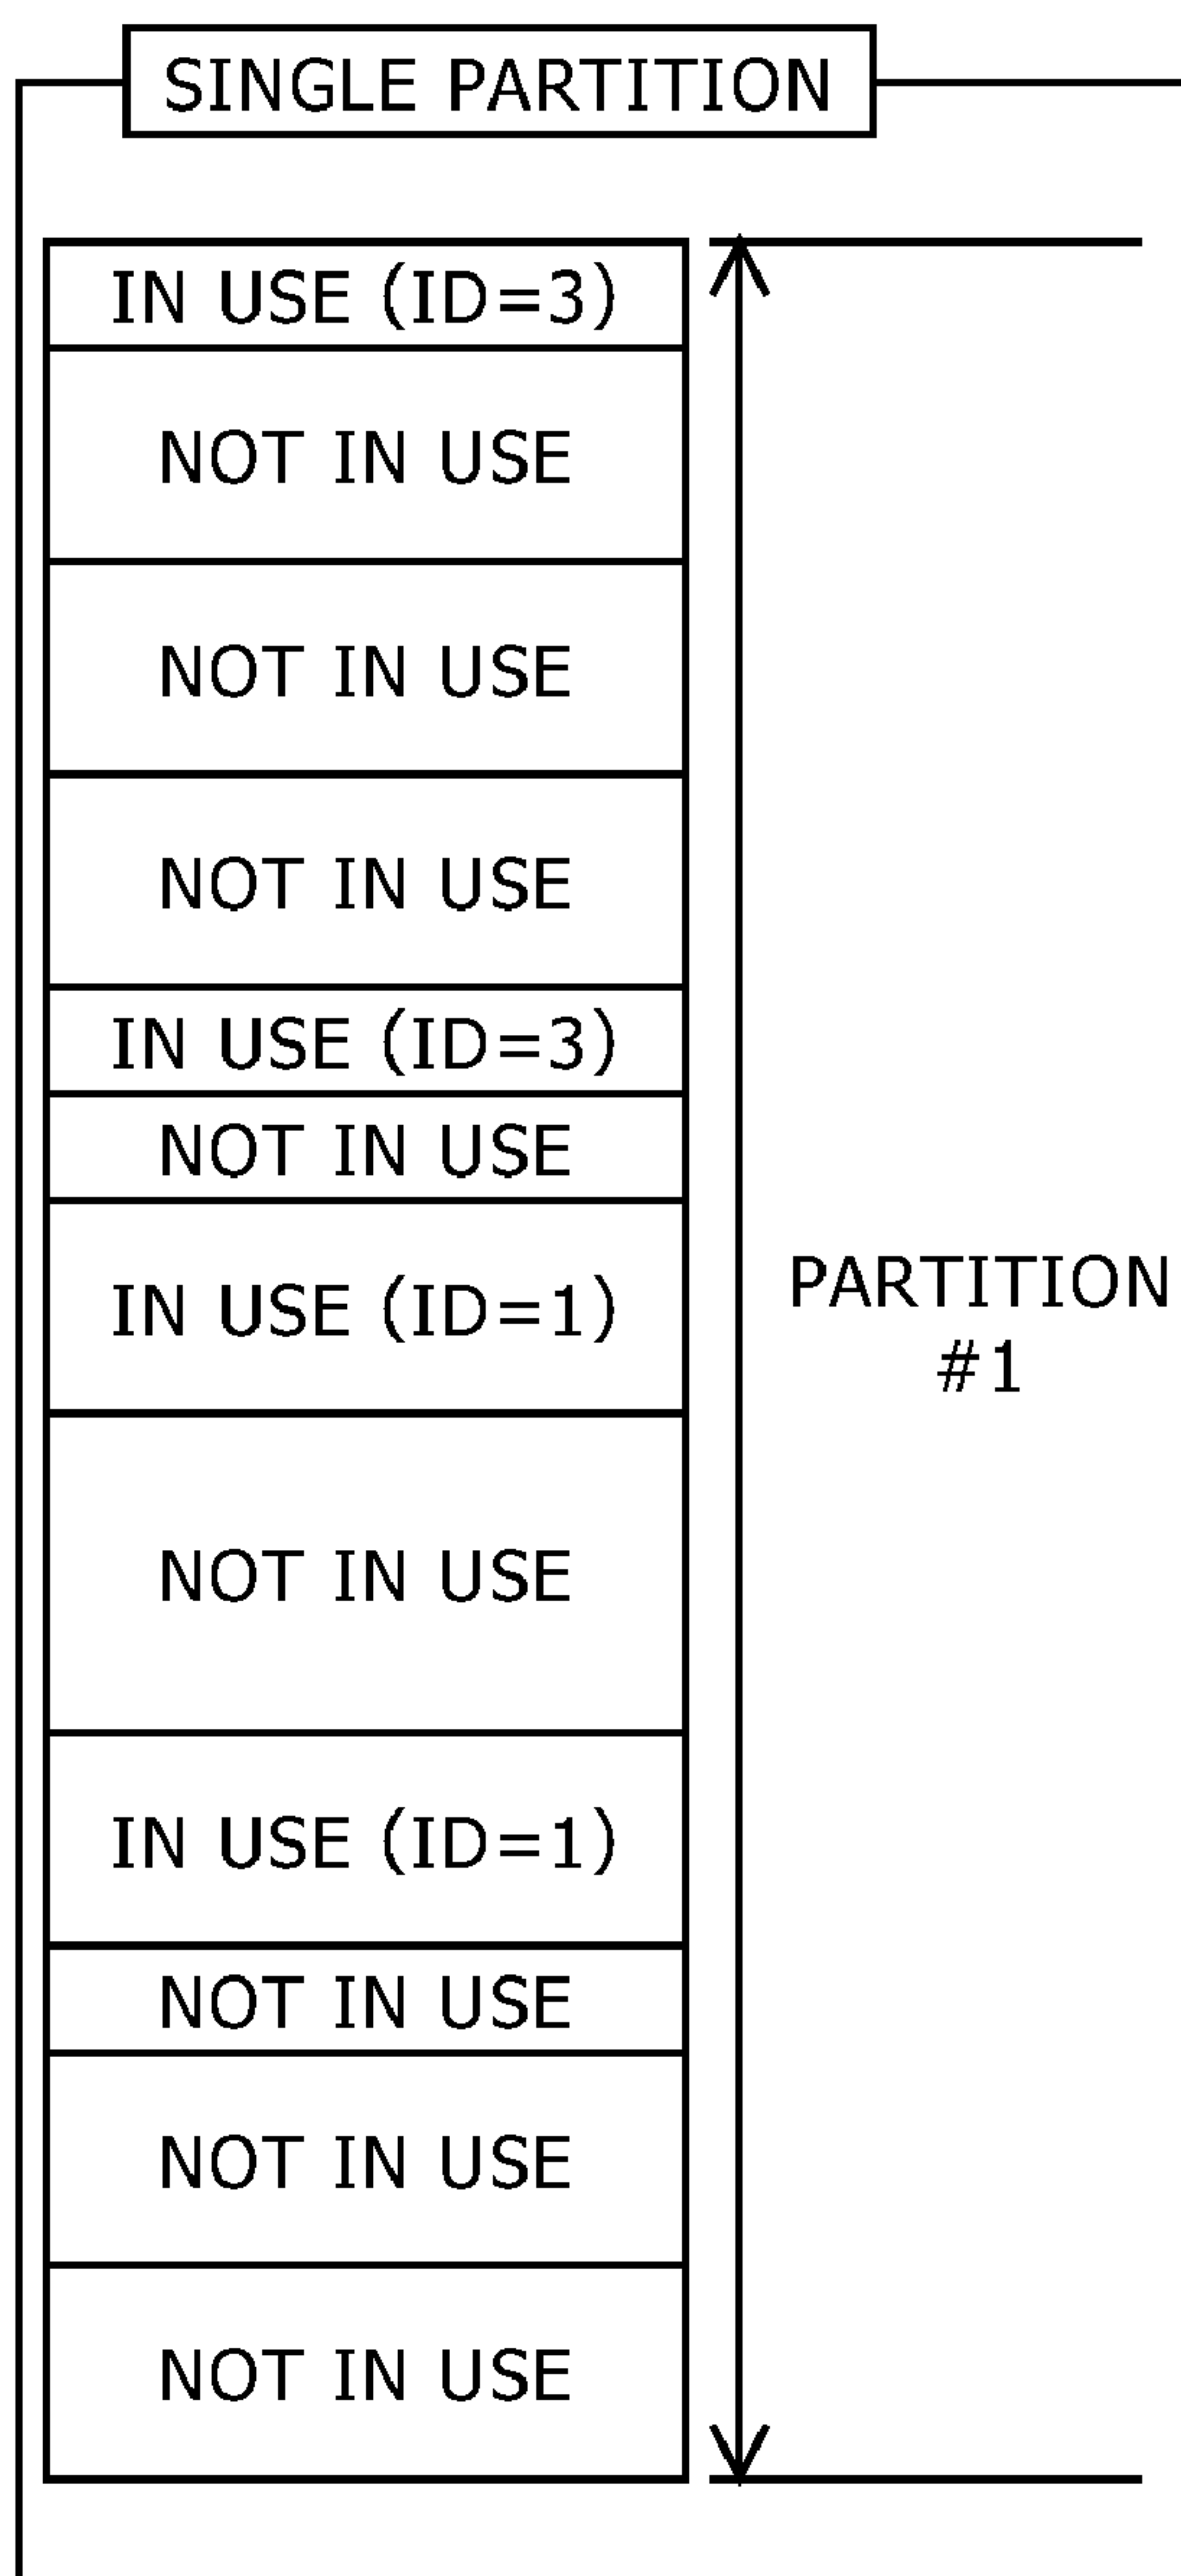 SINGLE PARTITION
IN USE (ID=3)
NOT IN USE
NOT IN USE
NOT IN USE
IN USE (ID=3)
NOT IN USE
IN USE (ID=1)
PARTITION
#1
NOT IN USE
IN USE (ID=1)
NOT IN USE
NOT IN USE
NOT IN USE